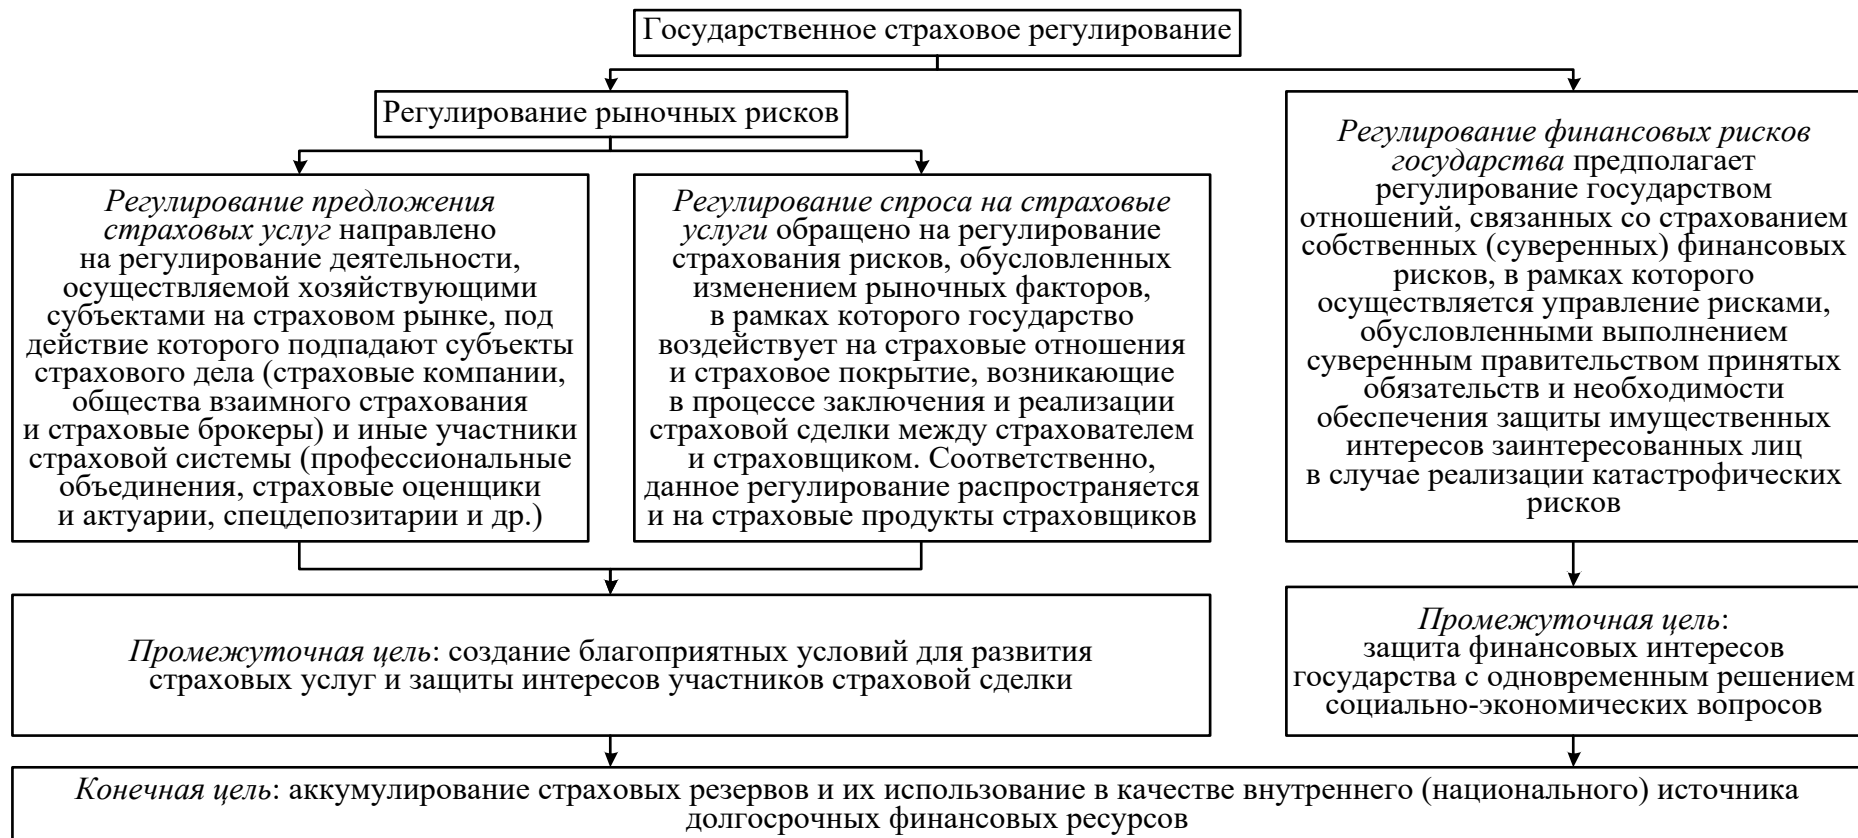 Государственное страховое регулирование
Регулирование рыночных рисков
Регулирование предложения
страховых услуг направлено
на регулирование деятельности,
осуществляемой хозяйствующими
субъектами на страховом рынке, под
действие которого подпадают субъекты
страхового дела (страховые компании,
общества взаимного страхования
и страховые брокеры) и иные участники
страховой системы (профессиональные
объединения, страховые оценщики
и актуарии, спецдепозитарии и др.)
Регулирование спроса на страховые
услуги обращено на регулирование
страхования рисков, обусловленных
изменением рыночных факторов,
в рамках которого государство
воздействует на страховые отношения
и страховое покрытие, возникающие
в процессе заключения и реализации
страховой сделки между страхователем
и страховщиком. Соответственно,
данное регулирование распространяется
и на страховые продукты страховщиков
Регулирование финансовых рисков
государства предполагает
регулирование государством
отношений, связанных со страхованием
собственных (суверенных) финансовых
рисков, в рамках которого
осуществляется управление рисками,
обусловленными выполнением
суверенным правительством принятых
обязательств и необходимости
обеспечения защиты имущественных
интересов заинтересованных лиц
в случае реализации катастрофических
рисков
Промежуточная цель: создание благоприятных условий для развития
страховых услуг и защиты интересов участников страховой сделки
Промежуточная цель:
защита финансовых интересов
государства с одновременным решением
социально-экономических вопросов
Конечная цель: аккумулирование страховых резервов и их использование в качестве внутреннего (национального) источника
долгосрочных финансовых ресурсов